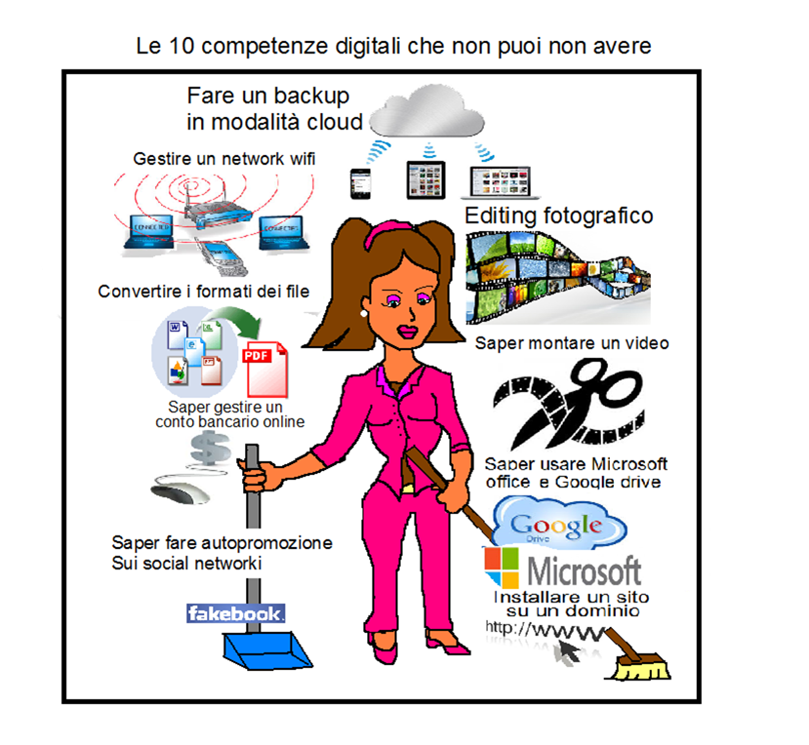 Le 10 competenze digitali che non puoi non avere
Fare un backup
in modalità cloud
Gestire un network wifi
CONNECTED
CONNECTED
Editing fotografico
Convertire i formati dei file
W
X
e
PDF
Saper montare un video
Saper gestire un
conto bancario online
$
Saper usare Microsoft
office e Google drive
Google
Drive
Saper fare autopromozione
Sui social networki
Microsoft
Installare un sito
su un dominio
fakebook.
http://www